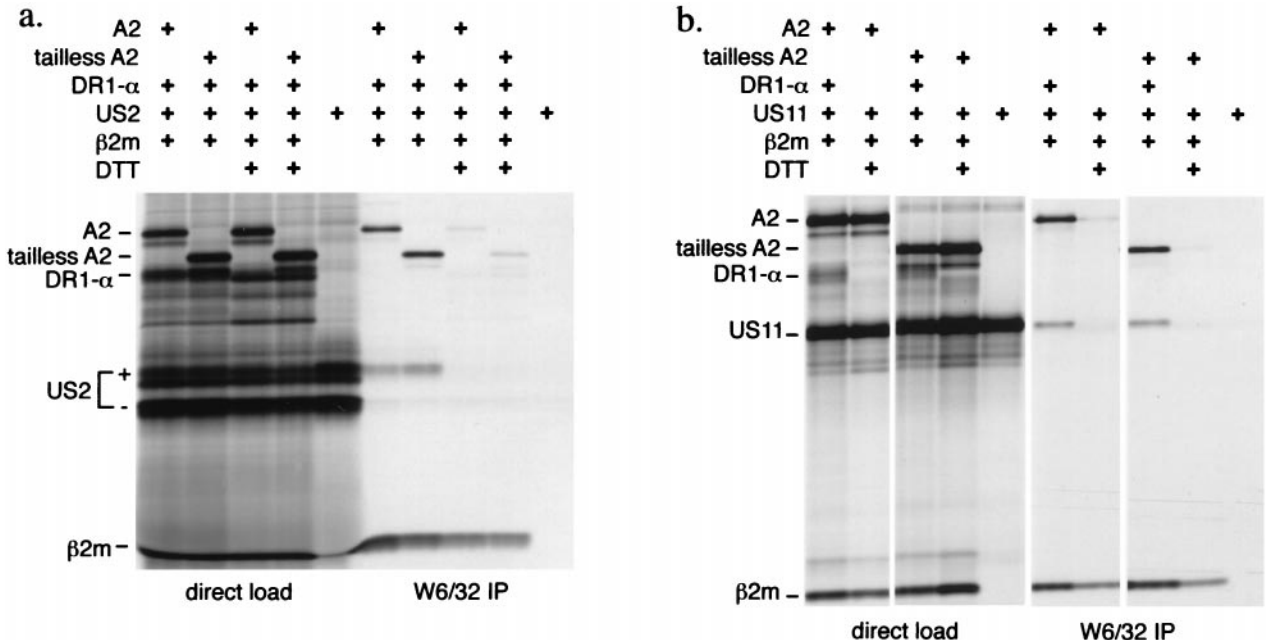 a.
A2 + + + +
tailless A2 + + + +
DR1-α + + + + + + + +
US2 + + + + + + + + + +
β2m + + + + + + + +
DTT + + + +
A2 –
tailless A2 –
DR1-α –
US2 + -
β2m –
direct load W6/32 IP
b.
A2 + + + +
tailless A2 + + + +
DR1-α + + + +
US11 + + + + + + + + + +
β2m + + + + + + + +
DTT + + + +
A2 –
tailless A2 –
DR1-α –
US11 –
β2m –
direct load W6/32 IP